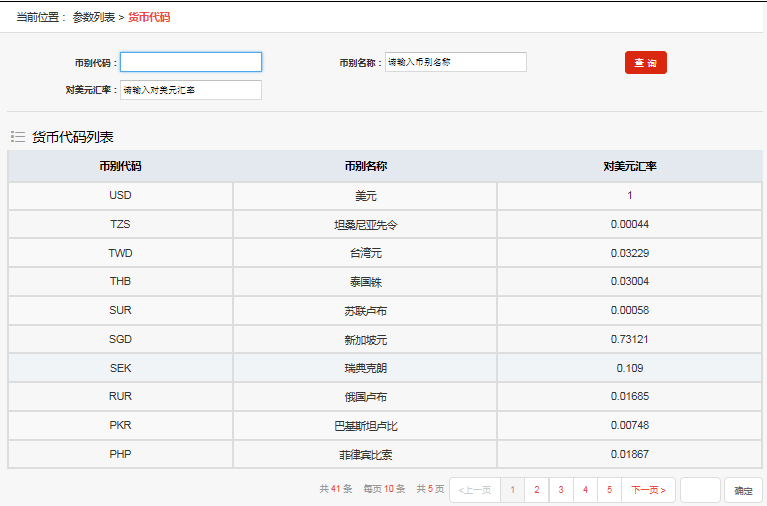 当前位置： 参数列表 > 货币代码
币别代码： 币别名称： 请输入币别名称 查 询
对美元汇率： 请输入对美元汇率
货币代码列表
币别代码 币别名称 对美元汇率
USD 美元 1
TZS 坦桑尼亚先令 0.00044
TWD 台湾元 0.03229
THB 泰国铢 0.03004
SUR 苏联卢布 0.00058
SGD 新加坡元 0.73121
SEK 瑞典克朗 0.109
RUR 俄国卢布 0.01685
PKR 巴基斯坦卢比 0.00748
PHP 菲律宾比索 0.01867
共 41 条 每页 10 条 共 5 页 <上一页 1 2 3 4 5 下一页 > 确定